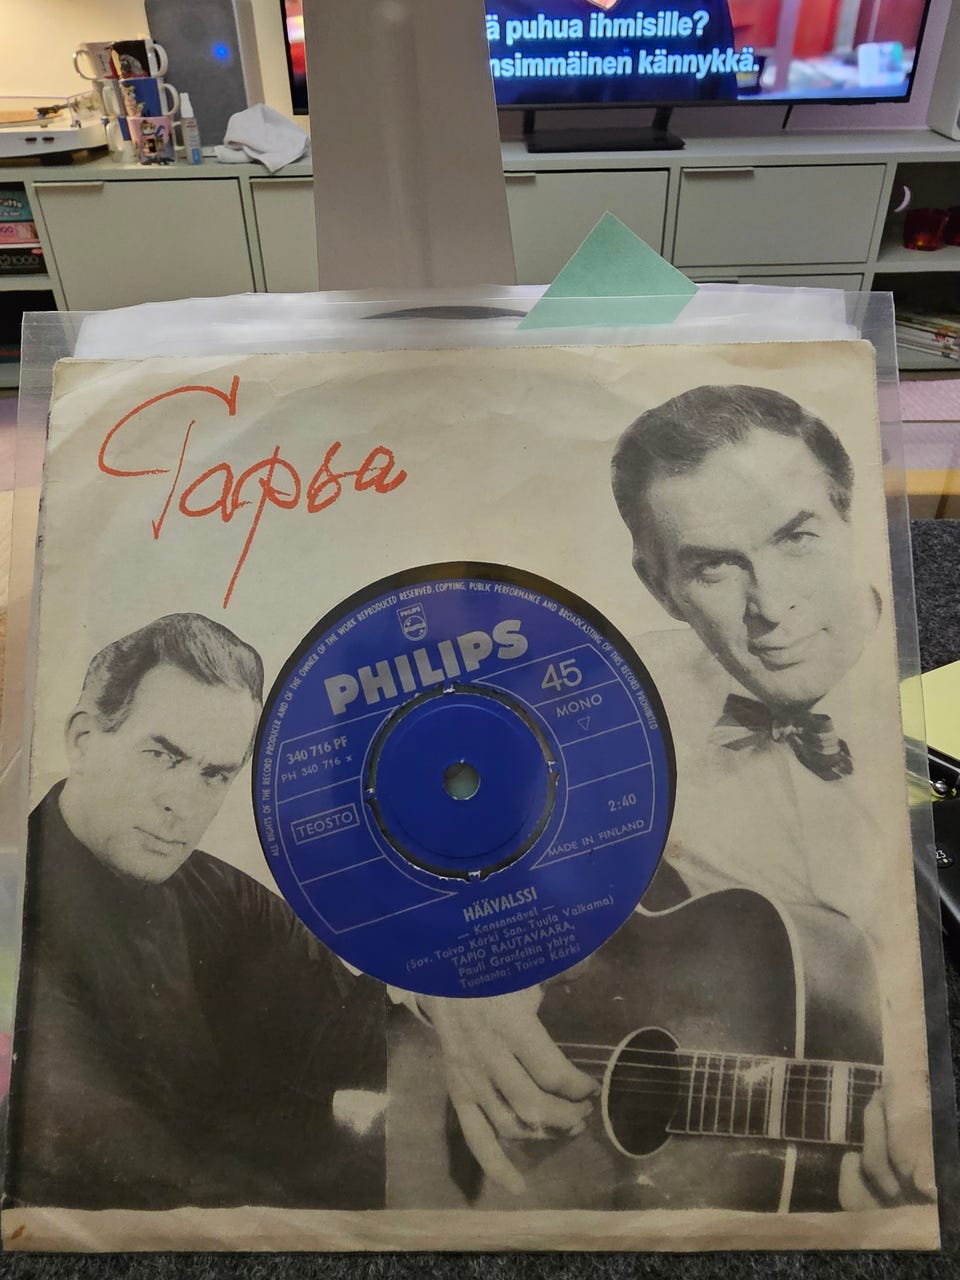 ä puhua ihmisille?
nsimmäinen kännykkä.
Tapsa
ALL RIGHTS OF THE RECORD PRODUCER AND OF THE OWNER OF THE WORK REPRODUCED RESERVED. COPYING, PUBLIC PERFORMANCE AND BROADCASTING OF THIS RECORD PROHIBITED
PHILIPS
PHILIPS
45
MONO
340 716 PF
PH 340 716 x
TEOSTO
2:40
MADE IN FINLAND
HÄÄVALSSI
— Kansansävel —
(Sov. Toivo Kärki San. Tuula Valkama)
TAPIO RAUTAVAARA,
Pauli Granfeltin yhtye
Tuotanto: Toivo Kärki
1000